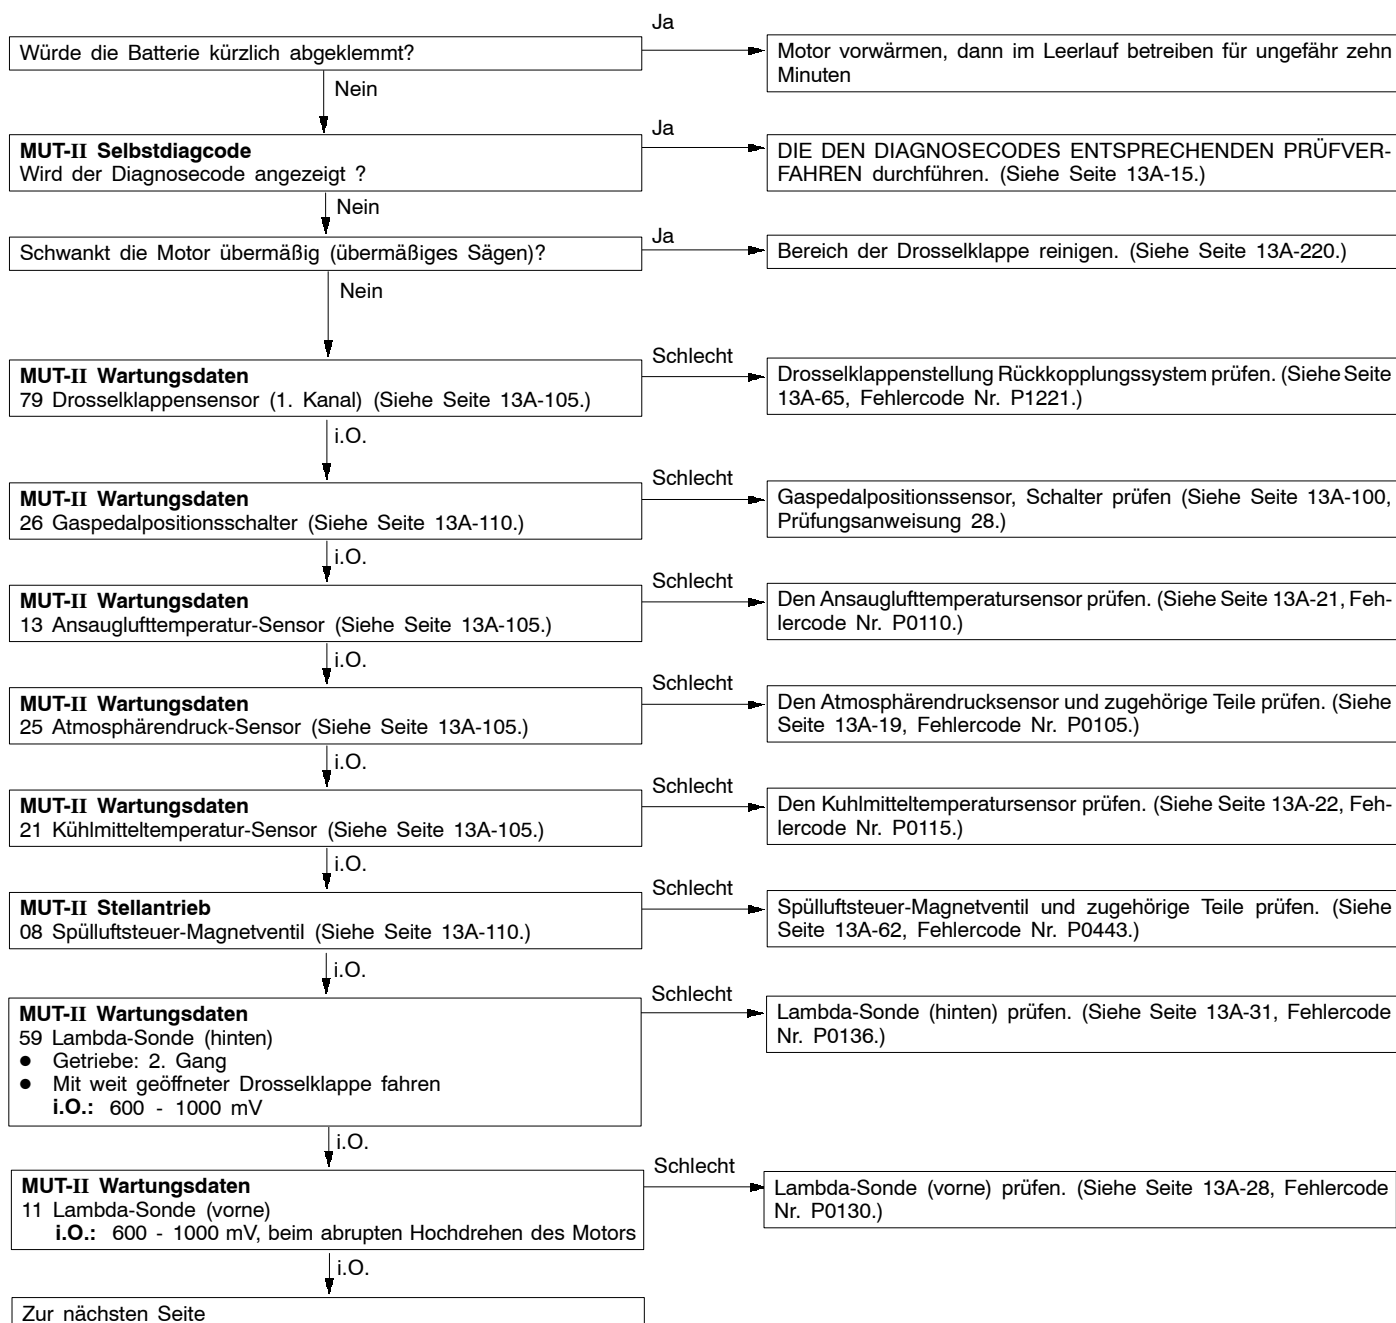 Ja
Würde die Batterie kürzlich abgeklemmt?
Motor vorwärmen, dann im Leerlauf betreiben für ungefähr zehn
Minuten
Nein
Ja
MUT-II Selbstdiagcode
Wird der Diagnosecode angezeigt ?
DIE DEN DIAGNOSECODES ENTSPRECHENDEN PRÜFVER-
FAHREN durchführen. (Siehe Seite 13A-15.)
Nein
Ja
Schwankt die Motor übermäßig (übermäßiges Sägen)?
Bereich der Drosselklappe reinigen. (Siehe Seite 13A-220.)
Nein
Schlecht
MUT-II Wartungsdaten
79 Drosselklappensensor (1. Kanal) (Siehe Seite 13A-105.)
Drosselklappenstellung Rückkopplungssystem prüfen. (Siehe Seite
13A-65, Fehlercode Nr. P1221.)
i.O.
Schlecht
MUT-II Wartungsdaten
26 Gaspedalpositionsschalter (Siehe Seite 13A-110.)
Gaspedalpositionssensor, Schalter prüfen (Siehe Seite 13A-100,
Prüfungsanweisung 28.)
i.O.
Schlecht
MUT-II Wartungsdaten
13 Ansauglufttemperatur-Sensor (Siehe Seite 13A-105.)
Den Ansauglufttemperatursensor prüfen. (Siehe Seite 13A-21, Feh-
lercode Nr. P0110.)
i.O.
Schlecht
MUT-II Wartungsdaten
25 Atmosphärendruck-Sensor (Siehe Seite 13A-105.)
Den Atmosphärendrucksensor und zugehörige Teile prüfen. (Siehe
Seite 13A-19, Fehlercode Nr. P0105.)
i.O.
Schlecht
MUT-II Wartungsdaten
21 Kühlmitteltemperatur-Sensor (Siehe Seite 13A-105.)
Den Kuhlmitteltemperatursensor prüfen. (Siehe Seite 13A-22, Feh-
lercode Nr. P0115.)
i.O.
Schlecht
MUT-II Stellantrieb
08 Spülluftsteuer-Magnetventil (Siehe Seite 13A-110.)
Spülluftsteuer-Magnetventil und zugehörige Teile prüfen. (Siehe
Seite 13A-62, Fehlercode Nr. P0443.)
i.O.
Schlecht
MUT-II Wartungsdaten
59 Lambda-Sonde (hinten)
● Getriebe: 2. Gang
● Mit weit geöffneter Drosselklappe fahren
i.O.: 600 - 1000 mV
Lambda-Sonde (hinten) prüfen. (Siehe Seite 13A-31, Fehlercode
Nr. P0136.)
i.O.
Schlecht
MUT-II Wartungsdaten
11 Lambda-Sonde (vorne)
i.O.: 600 - 1000 mV, beim abrupten Hochdrehen des Motors
Lambda-Sonde (vorne) prüfen. (Siehe Seite 13A-28, Fehlercode
Nr. P0130.)
i.O.
Zur nächsten Seite